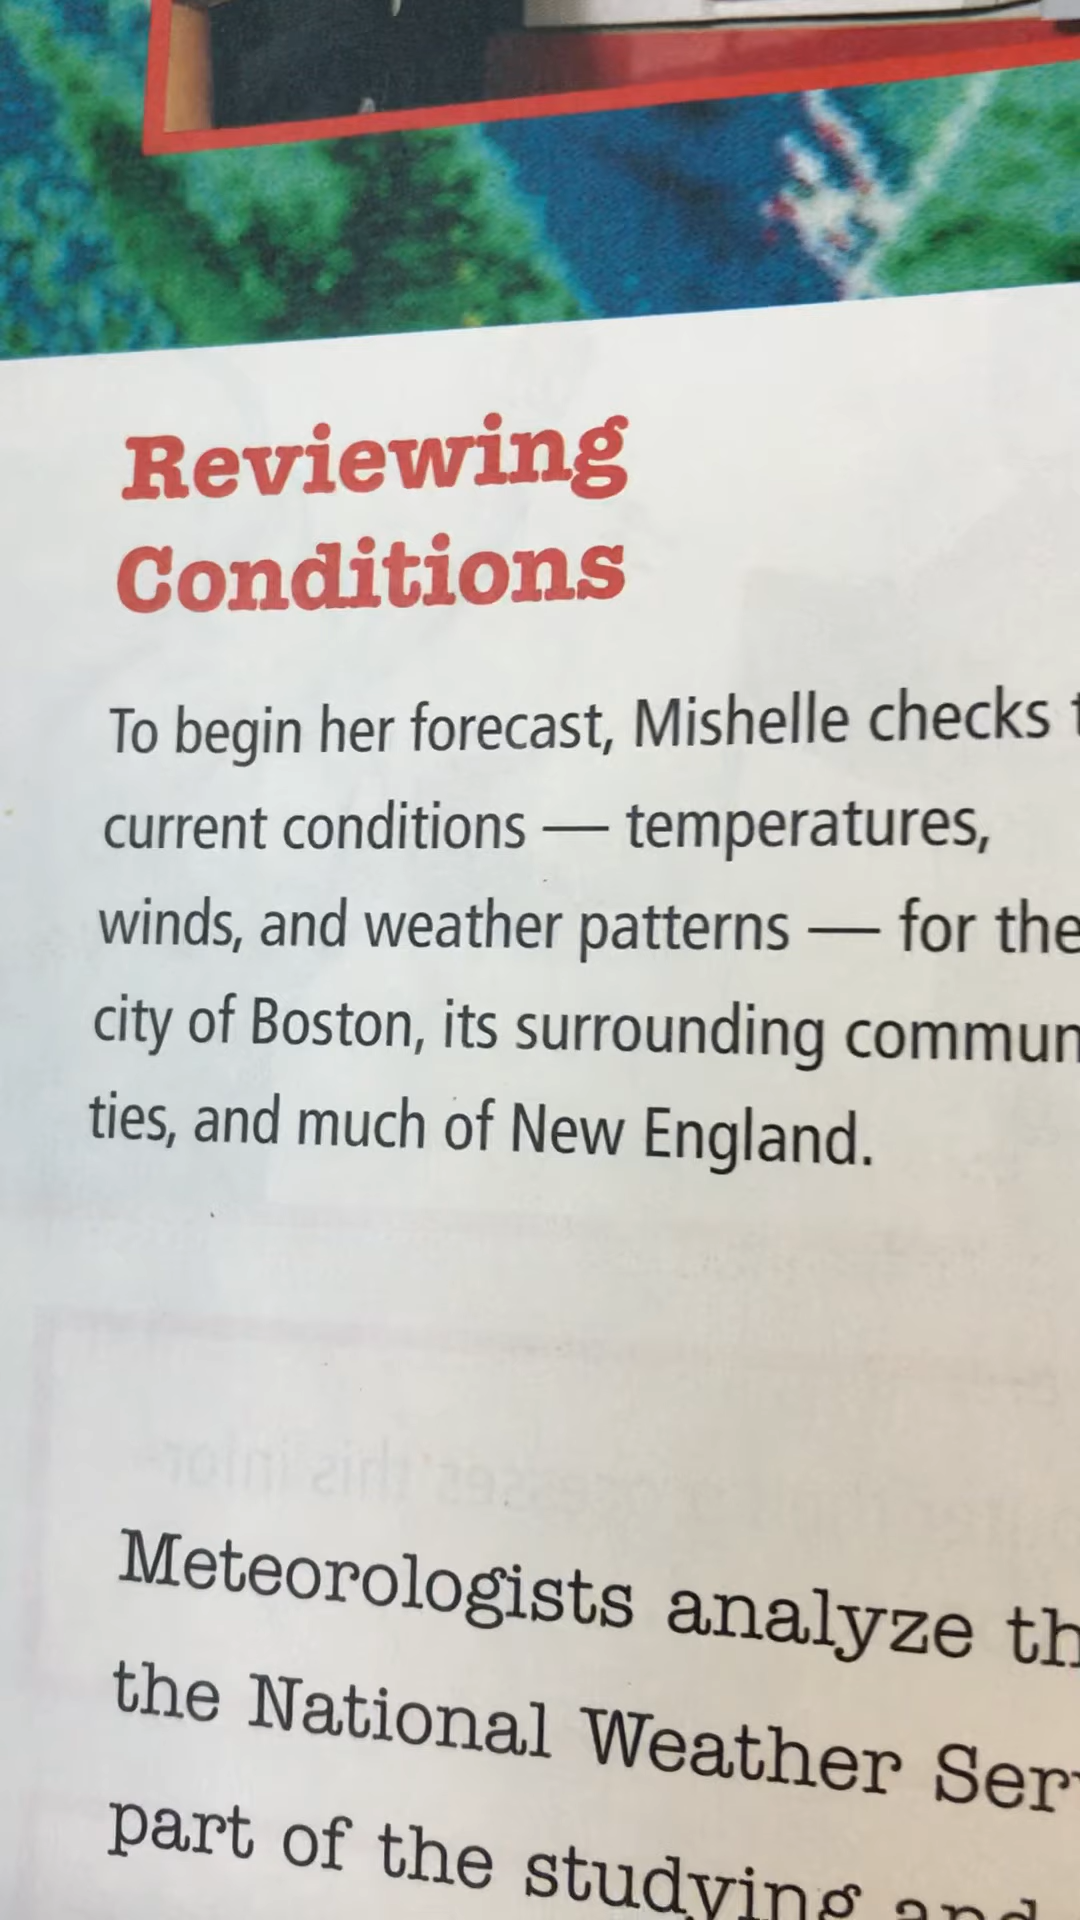 Reviewing
Conditions
To begin her forecast, Mishelle checks
current conditions — temperatures,
winds, and weather patterns — for the
city of Boston, its surrounding commun
ties, and much of New England.
Meteorologists analyze th
the National Weather Ser
part of the studying and